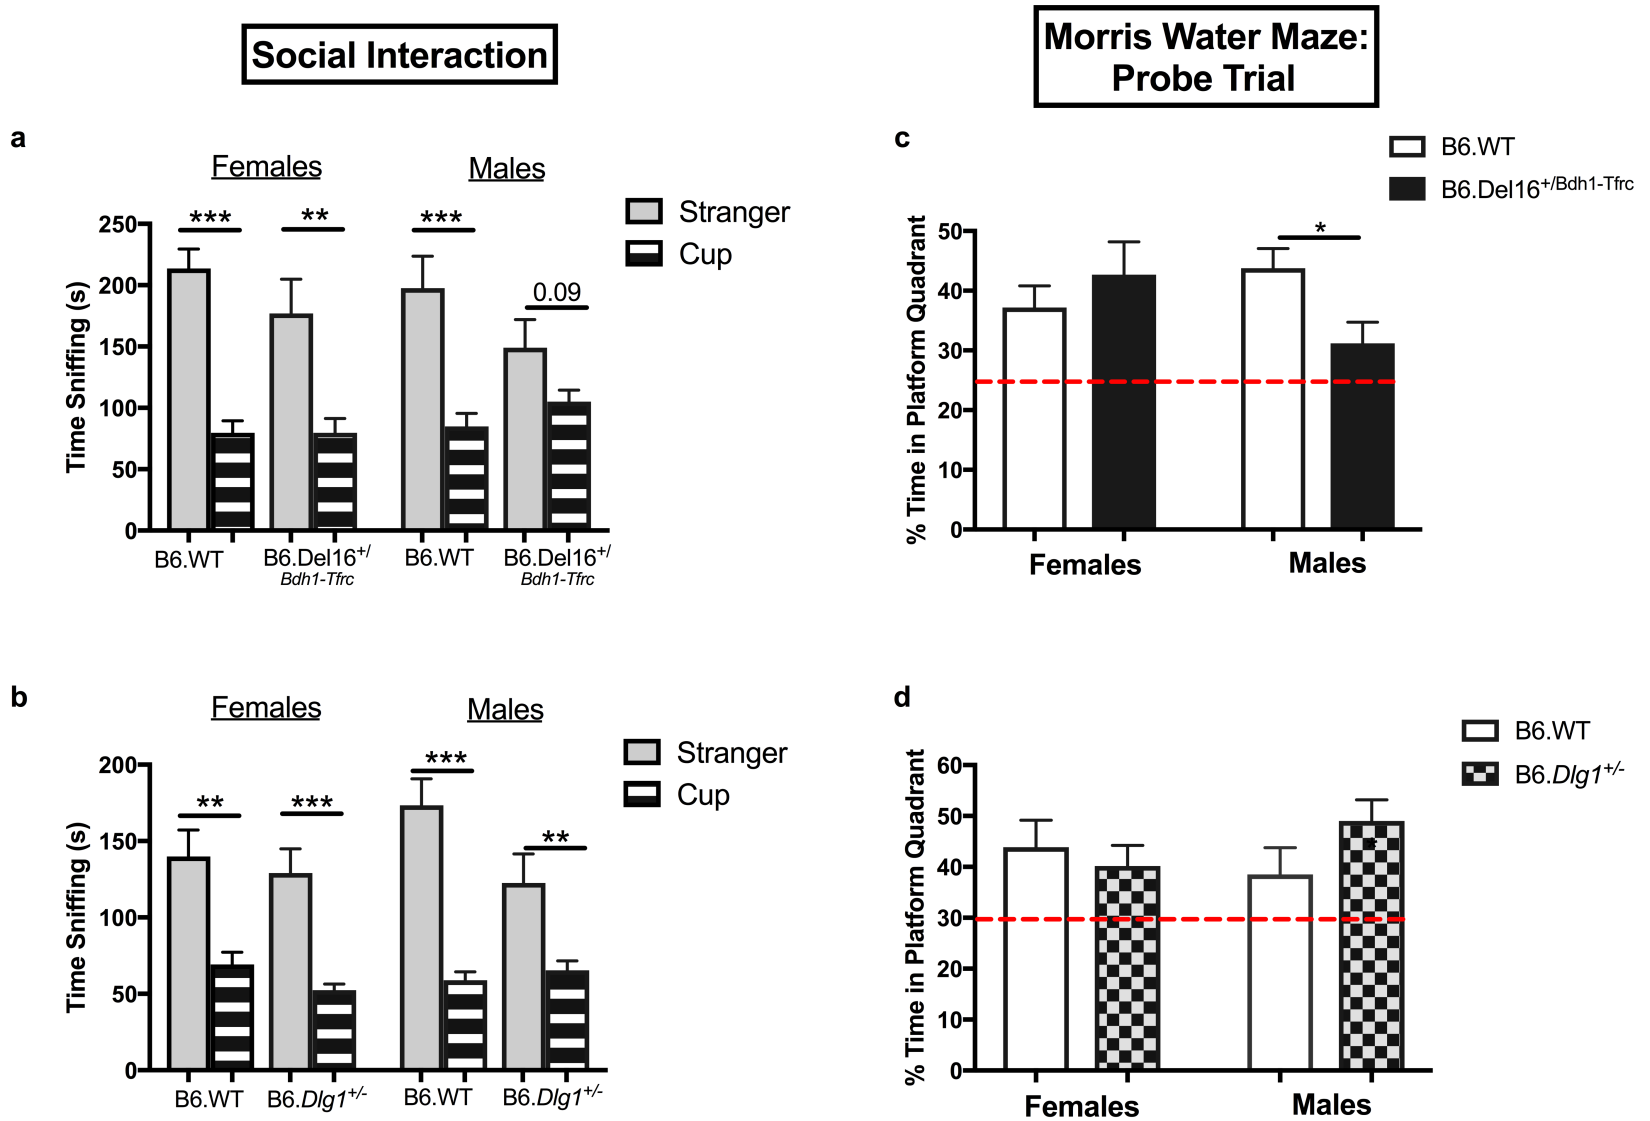 Social Interaction
Morris Water Maze:
Probe Trial
a
Females
Males
***
**
***
0.09
Stranger
Cup
Time Sniffing (s)
250
200
150
100
50
0
B6.WT
B6.Del16+/
Bdh1-Tfrc
B6.WT
B6.Del16+/
Bdh1-Tfrc
c
B6.WT
B6.Del16+/Bdh1-Tfrc
% Time in Platform Quadrant
50
40
30
20
10
0
*
Females
Males
b
Females
Males
**
***
***
**
Stranger
Cup
Time Sniffing (s)
200
150
100
50
0
B6.WT
B6.Dlg1+/-
B6.WT
B6.Dlg1+/-
d
B6.WT
B6.Dlg1+/-
% Time in Platform Quadrant
60
50
40
30
20
10
0
*
Females
Males